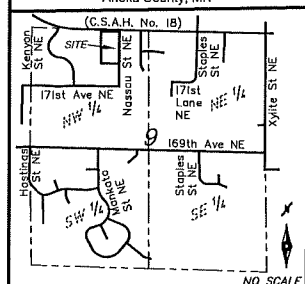 Anoka County, MN
(C.S.A.H. No. 18)
Kenyon St NE
SITE
Nassau St NE
Staples St NE
Xylite St NE
171st Ave NE
171st Lane NE
NW 1/4
NE 1/4
9
169th Ave NE
Hastings St NE
Mankato St NE
Staples St NE
SW 1/4
SE 1/4
NO SCALE